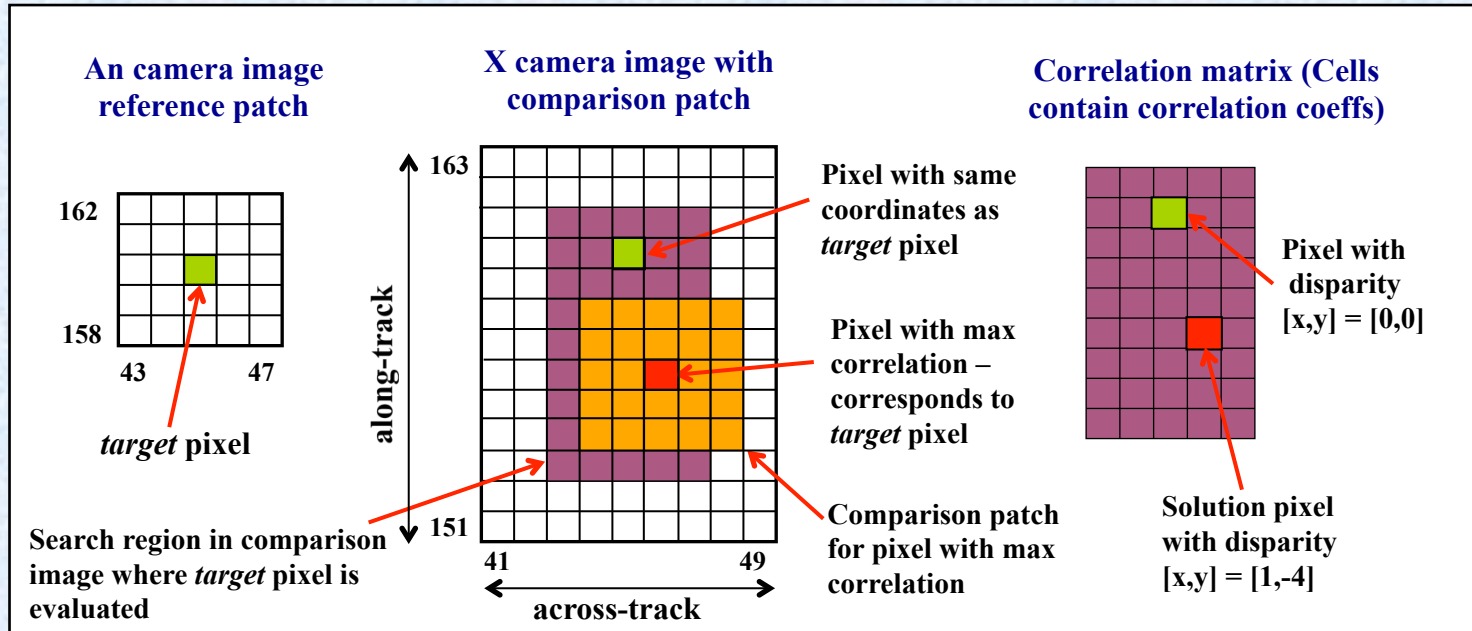 An camera image
reference patch
162
158
43
47
target pixel
X camera image with
comparison patch
along-track
163
151
41
49
across-track
Search region in comparison
image where target pixel is
evaluated
Pixel with same
coordinates as
target pixel
Pixel with max
correlation –
corresponds to
target pixel
Comparison patch
for pixel with max
correlation
Correlation matrix (Cells
contain correlation coeffs)
Pixel with
disparity
[x,y] = [0,0]
Solution pixel
with disparity
[x,y] = [1,-4]